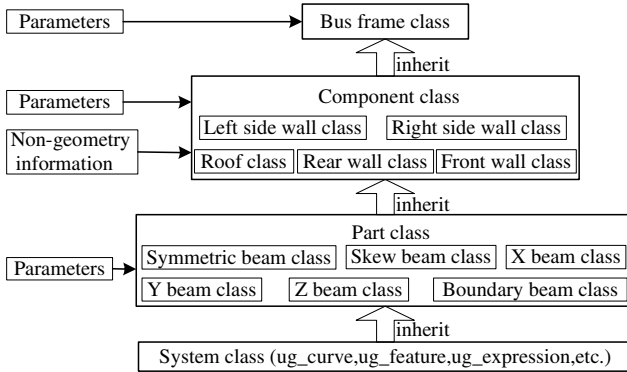 Parameters
Bus frame class
inherit
Parameters
Component class
Left side wall class
Right side wall class
Non-geometry
information
Roof class
Rear wall class
Front wall class
inherit
Part class
Parameters
Symmetric beam class
Skew beam class
X beam class
Y beam class
Z beam class
Boundary beam class
inherit
System class (ug_curve,ug_feature,ug_expression,etc.)